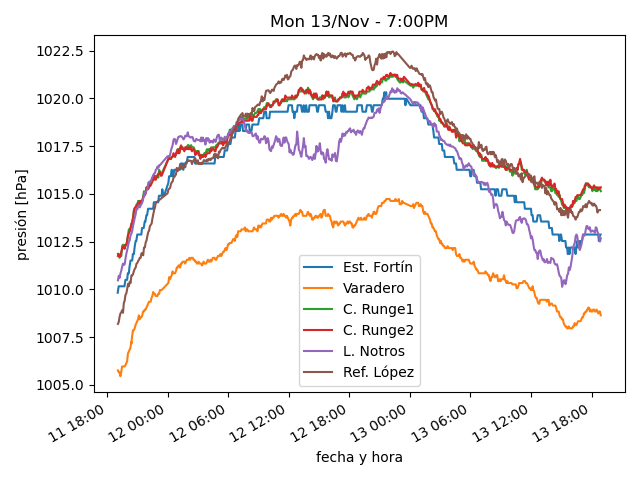 Mon 13/Nov - 7:00PM
1022.5
1020.0
1017.5
1015.0
1012.5
1010.0
1007.5
1005.0
presión [hPa]
Est. Fortín
Varadero
C. Runge1
C. Runge2
L. Notros
Ref. López
11 18:00
12 00:00
12 06:00
12 12:00
12 18:00
13 00:00
13 06:00
13 12:00
13 18:00
fecha y hora